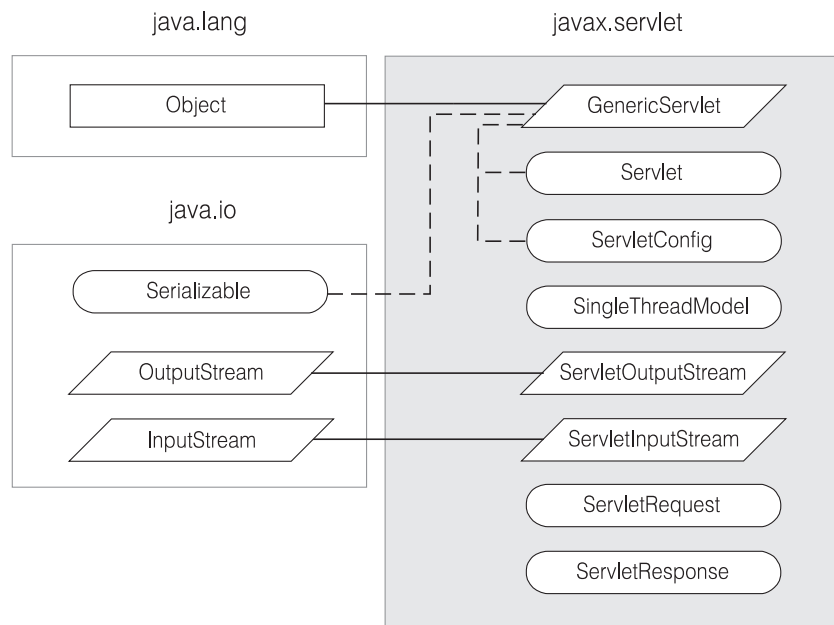 java.lang
Object
java.io
Serializable
OutputStream
InputStream
javax.servlet
GenericServlet
Servlet
ServletConfig
SingleThreadModel
ServletOutputStream
ServletInputStream
ServletRequest
ServletResponse